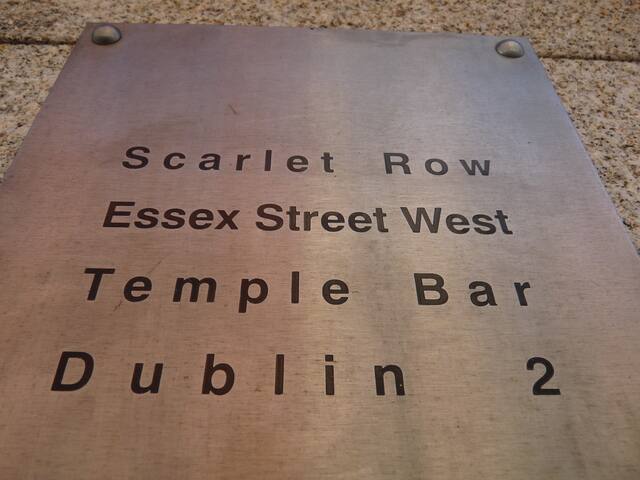 Scarlet Row
Essex Street West
Temple Bar
Dublin 2